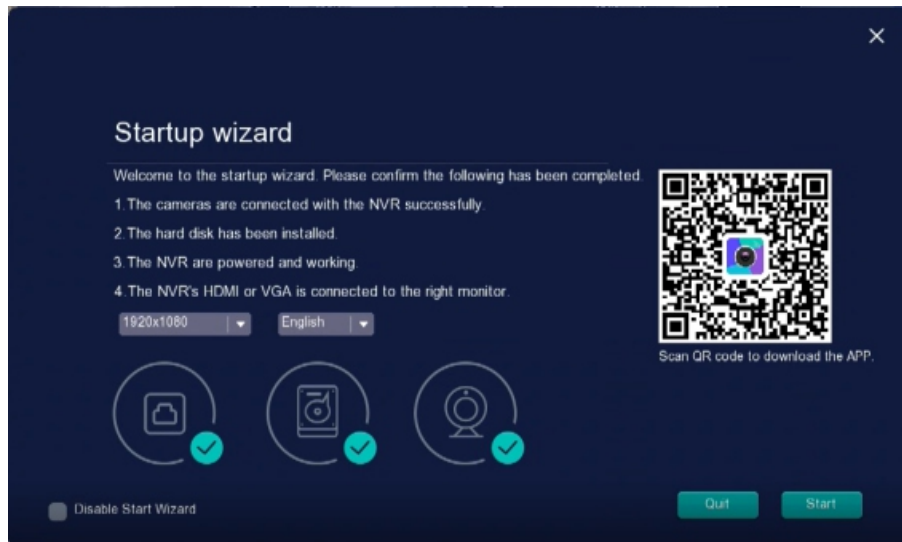 Startup wizard
Welcome to the startup wizard. Please confirm the following has been completed.
1.The cameras are connected with the NVR successfully.
2.The hard disk has been installed.
3.The NVR are powered and working.
4.The NVR's HDMI or VGA is connected to the right monitor.
1920x1080
English
Scan QR code to download the APP.
Disable Start Wizard
Quit
Start